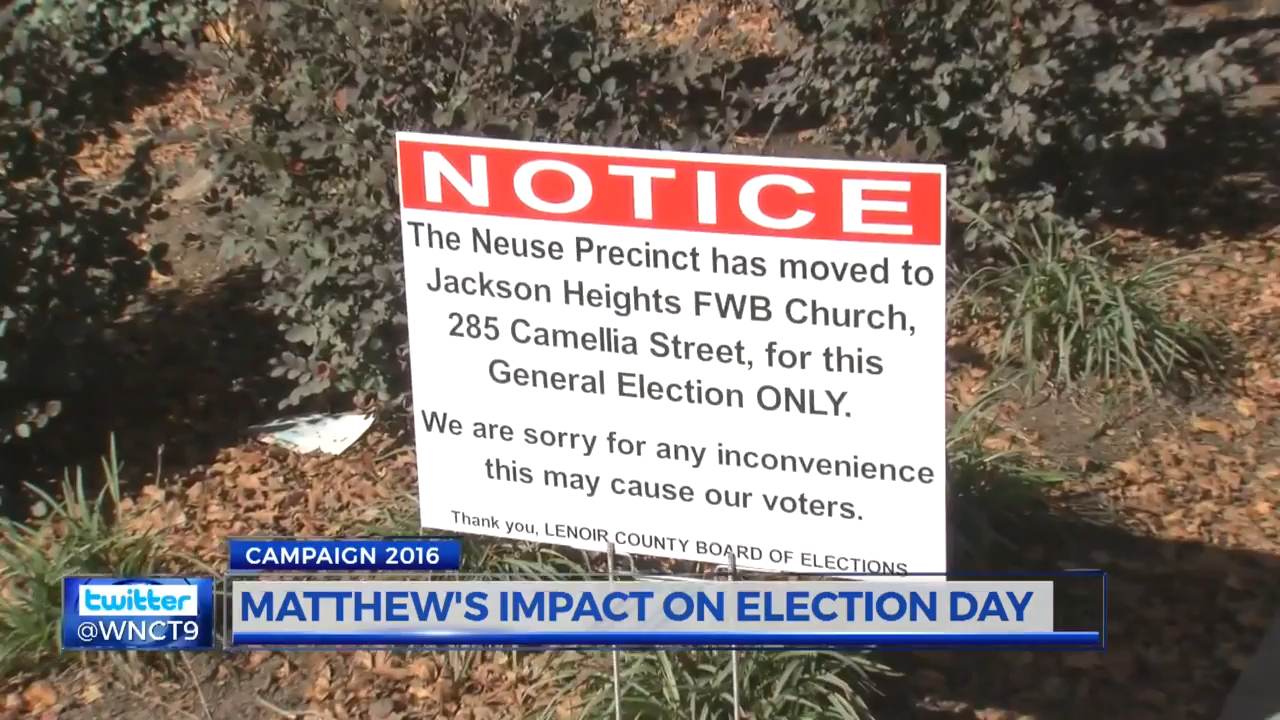 NOTICE
The Neuse Precinct has moved to
Jackson Heights FWB Church,
285 Camellia Street, for this
General Election ONLY.
We are sorry for any inconvenience
this may cause our voters.
Thank you, LENOIR COUNTY BOARD OF ELECTIONS
CAMPAIGN 2016
twitter
@WNCT9
MATTHEW'S IMPACT ON ELECTION DAY